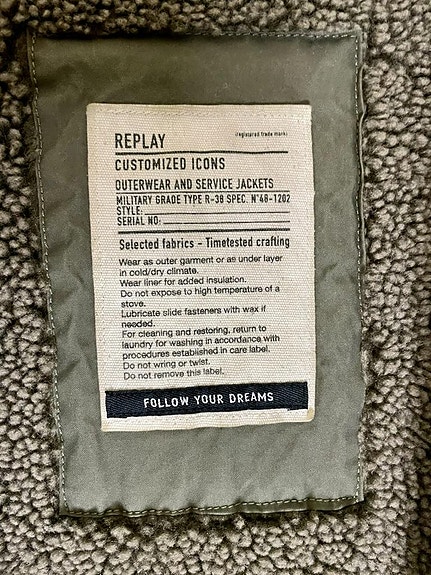 REPLAY (registered trade mark)
CUSTOMIZED ICONS
OUTERWEAR AND SERVICE JACKETS
MILITARY GRADE TYPE R-38 SPEC. N°46-1202
STYLE:
SERIAL NO:
Selected fabrics - Timetested crafting
Wear as outer garment or as under layer
in cold/dry climate.
Wear liner for added insulation.
Do not expose to high temperature of a
stove.
Lubricate slide fasteners with wax if
needed.
For cleaning and restoring, return to
laundry for washing in accordance with
procedures established in care label.
Do not wring or twist.
Do not remove this label.
FOLLOW YOUR DREAMS